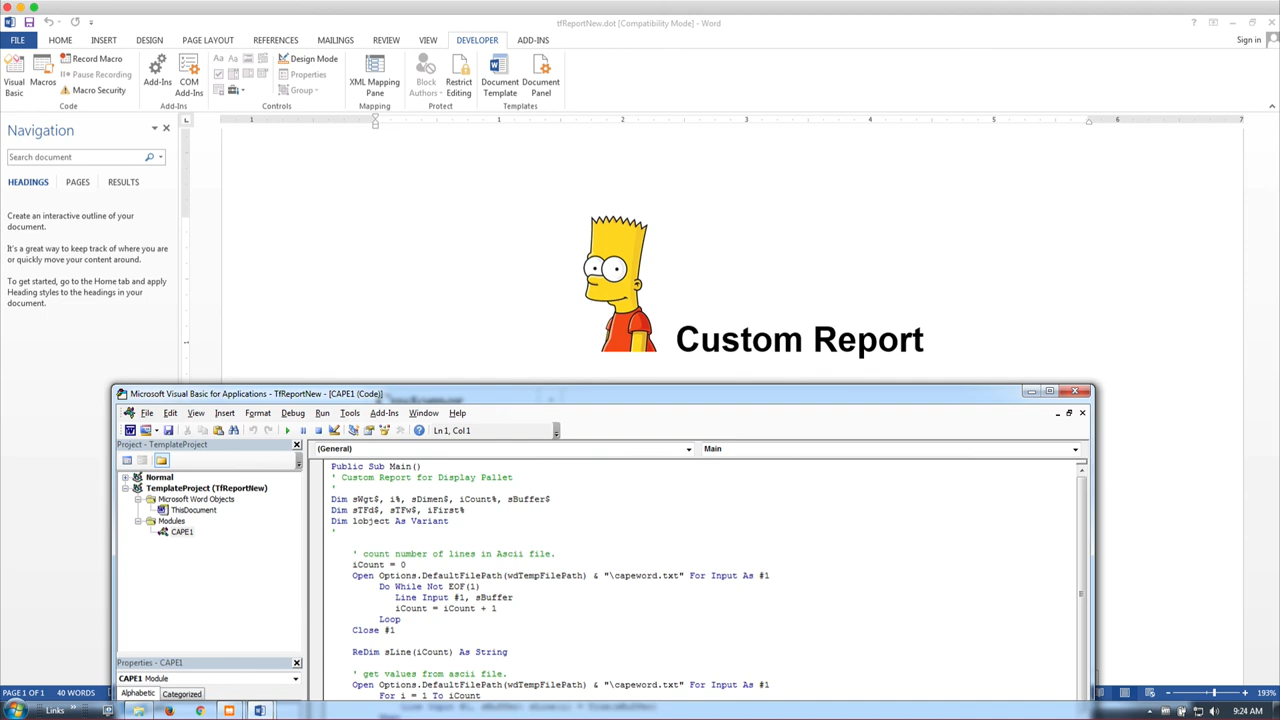 tfReportNew.dot [Compatibility Mode] - Word
FILE HOME INSERT DESIGN PAGE LAYOUT REFERENCES MAILINGS REVIEW VIEW DEVELOPER ADD-INS Sign in
Visual Basic
Macros
Record Macro
Pause Recording
Macro Security
Code
Add-Ins
COM Add-Ins
Add-Ins
Aa Aa
Design Mode
Properties
Group
Controls
XML Mapping Pane
Mapping
Block Authors
Restrict Editing
Protect
Document Template
Document Panel
Templates
1 1 2 3 4 5 6 7
Navigation
Search document
HEADINGS PAGES RESULTS
Create an interactive outline of your
document.
It's a great way to keep track of where you are
or quickly move your content around.
To get started, go to the Home tab and apply
Heading styles to the headings in your
document.
Custom Report
Microsoft Visual Basic for Applications - TfReportNew - [CAPE1 (Code)]
File Edit View Insert Format Debug Run Tools Add-Ins Window Help
Ln 1, Col 1
Project - TemplateProject
Normal
TemplateProject (TfReportNew)
Microsoft Word Objects
ThisDocument
Modules
CAPE1
Properties - CAPE1
CAPE1 Module
Alphabetic Categorized
(General) Main
Public Sub Main()
' Custom Report for Display Pallet
'
Dim sWgt$, i%, sDimen$, iCount%, sBuffer$
Dim sTFd$, sTFw$, iFirst%
Dim lobject As Variant
'
' count number of lines in Ascii file.
iCount = 0
Open Options.DefaultFilePath(wdTempFilePath) & "\capeword.txt" For Input As #1
Do While Not EOF(1)
Line Input #1, sBuffer
iCount = iCount + 1
Loop
Close #1
ReDim sLine(iCount) As String
' get values from ascii file.
Open Options.DefaultFilePath(wdTempFilePath) & "\capeword.txt" For Input As #1
For i = 1 To iCount
PAGE 1 OF 1 40 WORDS 193%
Links 9:24 AM